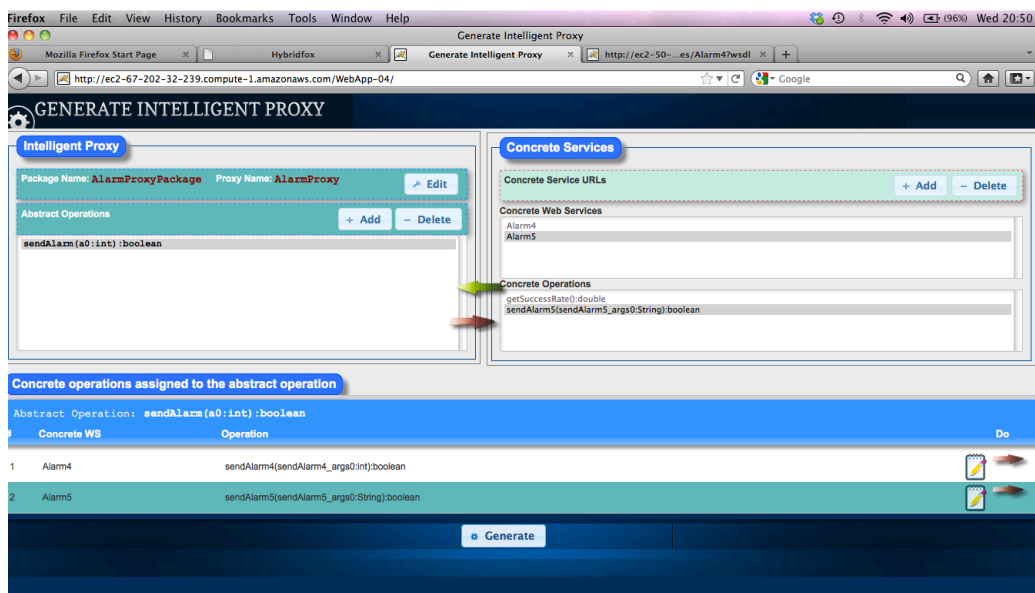 Firefox File Edit View History Bookmarks Tools Window Help (96%) Wed 20:50
Generate Intelligent Proxy
Mozilla Firefox Start Page × Hybridfox × Generate Intelligent Proxy × http://ec2-50-...es/Alarm4?wsdl × +
http://ec2-67-202-32-239.compute-1.amazonaws.com/WebApp-04/ Google
GENERATE INTELLIGENT PROXY
Intelligent Proxy
Package Name: AlarmProxyPackage Proxy Name: AlarmProxy Edit
Abstract Operations + Add − Delete
sendAlarm(a0:int):boolean
Concrete Services
Concrete Service URLs + Add − Delete
Concrete Web Services
Alarm4
Alarm5
Concrete Operations
getSuccessRate():double
sendAlarm5(sendAlarm5_args0:String):boolean
Concrete operations assigned to the abstract operation
Abstract Operation: sendAlarm(a0:int):boolean
# Concrete WS Operation Do
1 Alarm4 sendAlarm4(sendAlarm4_args0:int):boolean
2 Alarm5 sendAlarm5(sendAlarm5_args0:String):boolean
Generate